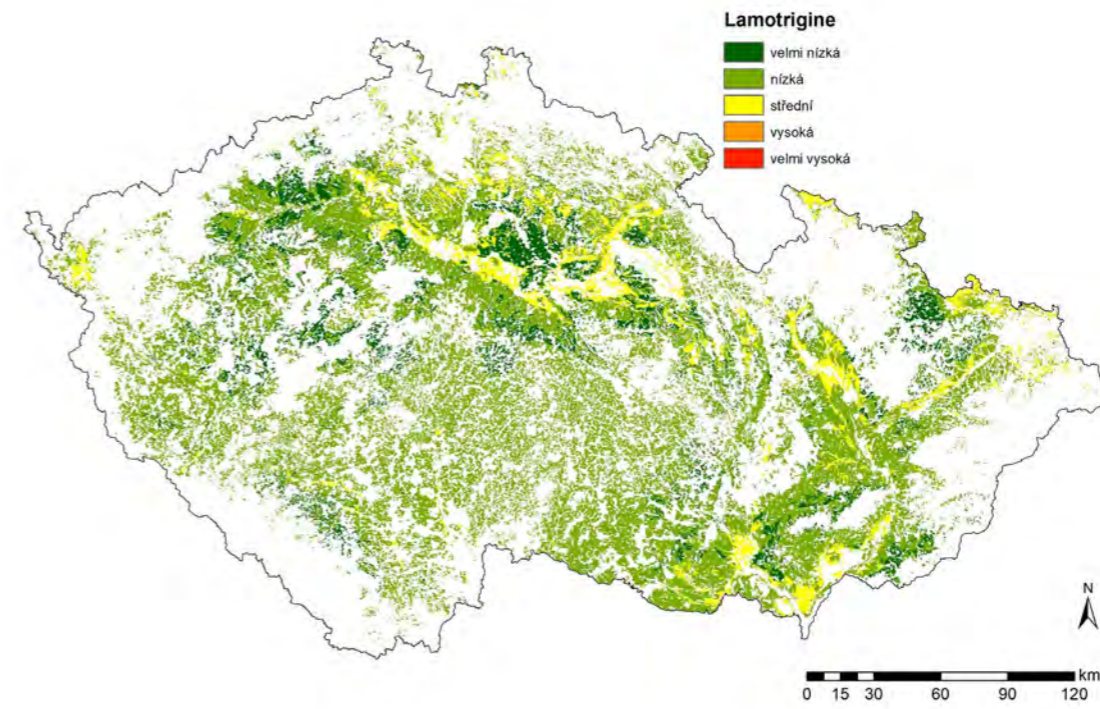 Lamotrigine
velmi nízká
nízká
střední
vysoká
velmi vysoká
N
km
0 15 30 60 90 120